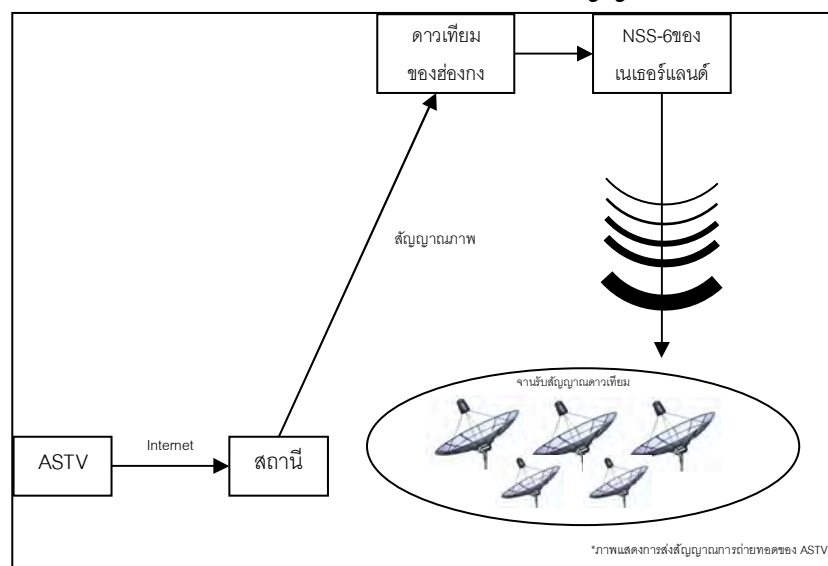 ดาวเทียม
ของฮ่องกง
NSS-6ของ
เนเธอร์แลนด์
สัญญาณภาพ
จานรับสัญญาณดาวเทียม
ASTV
Internet
สถานี
*ภาพแสดงการส่งสัญญาณการถ่ายทอดของ ASTV